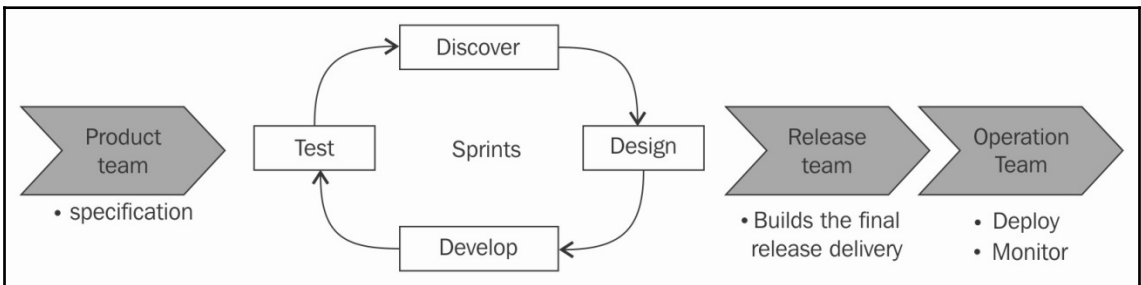 Product
team
• specification
Discover
Test
Sprints
Design
Develop
Release
team
• Builds the final
release delivery
Operation
Team
• Deploy
• Monitor